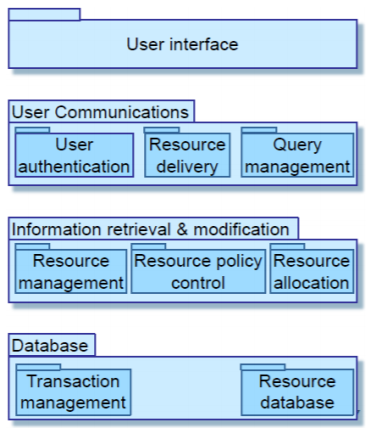 User interface
User Communications
User
authentication
Resource
delivery
Query
management
Information retrieval & modification
Resource
management
Resource policy
control
Resource
allocation
Database
Transaction
management
Resource
database